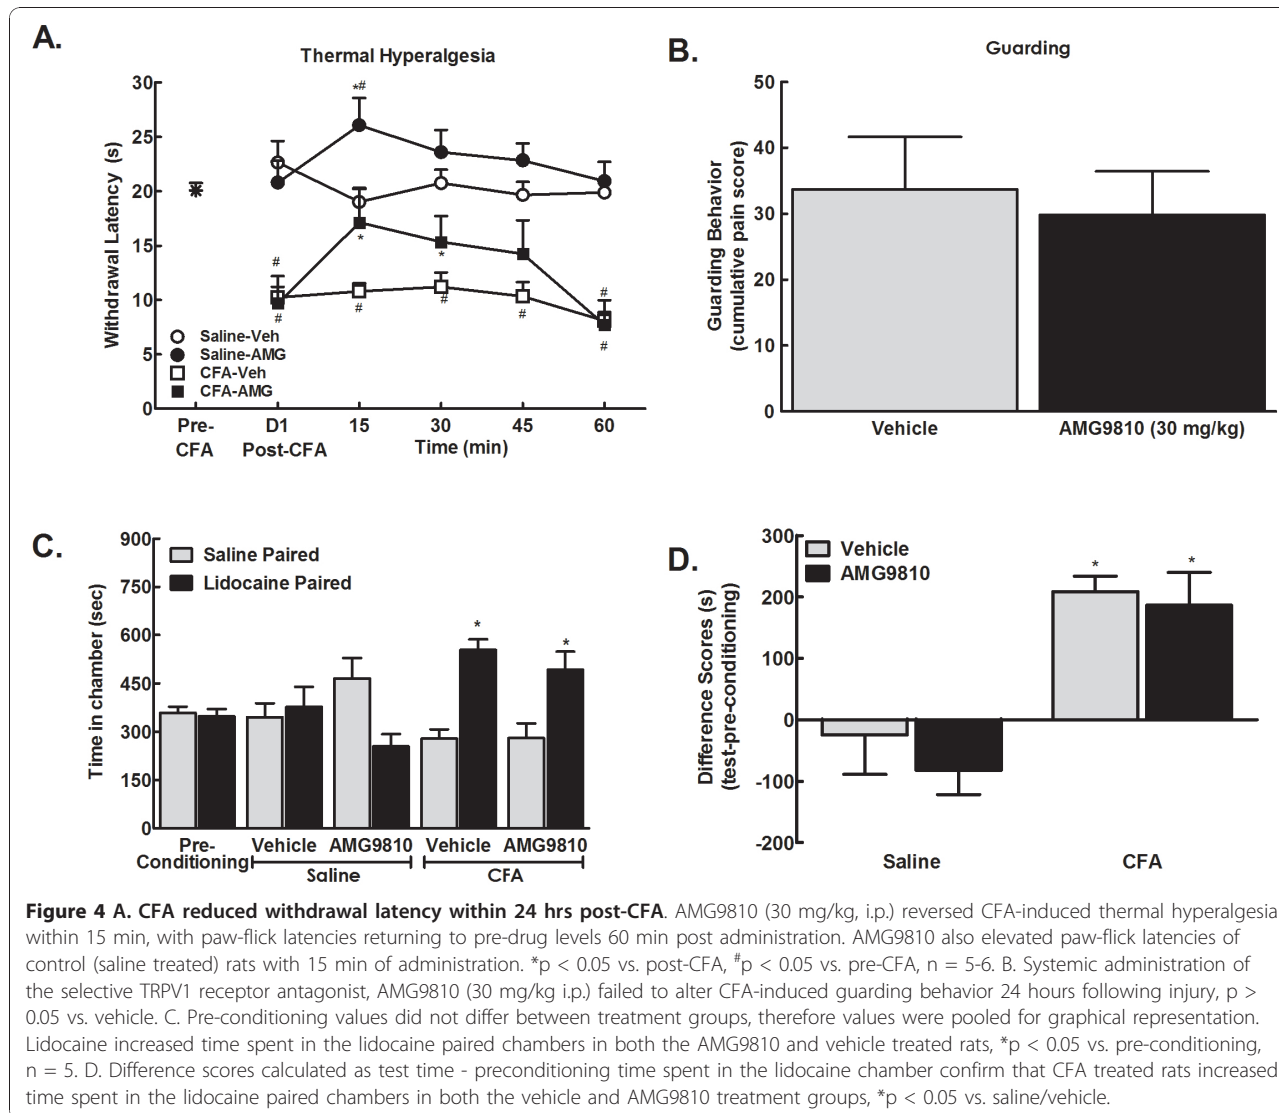 A.
Thermal Hyperalgesia
Withdrawal Latency (s)
30
25
20
15
10
5
0
*#
*
*
#
#
#
#
#
#
#
Saline-Veh
Saline-AMG
CFA-Veh
CFA-AMG
Pre-
CFA
D1
Post-CFA
15
30
45
60
Time (min)
B.
Guarding
Guarding Behavior
(cumulative pain score)
50
40
30
20
10
0
Vehicle
AMG9810 (30 mg/kg)
C.
Time in chamber (sec)
900
750
600
450
300
150
0
Saline Paired
Lidocaine Paired
*
*
Pre-
Conditioning
Vehicle
AMG9810
Vehicle
AMG9810
Saline
CFA
D.
Difference Scores (s)
(test-pre-conditioning)
300
200
100
0
-100
-200
Vehicle
AMG9810
*
*
Saline
CFA
Figure 4 A. CFA reduced withdrawal latency within 24 hrs post-CFA. AMG9810 (30 mg/kg, i.p.) reversed CFA-induced thermal hyperalgesia
within 15 min, with paw-flick latencies returning to pre-drug levels 60 min post administration. AMG9810 also elevated paw-flick latencies of
control (saline treated) rats with 15 min of administration. *p < 0.05 vs. post-CFA, #p < 0.05 vs. pre-CFA, n = 5-6. B. Systemic administration of
the selective TRPV1 receptor antagonist, AMG9810 (30 mg/kg i.p.) failed to alter CFA-induced guarding behavior 24 hours following injury, p >
0.05 vs. vehicle. C. Pre-conditioning values did not differ between treatment groups, therefore values were pooled for graphical representation.
Lidocaine increased time spent in the lidocaine paired chambers in both the AMG9810 and vehicle treated rats, *p < 0.05 vs. pre-conditioning,
n = 5. D. Difference scores calculated as test time - preconditioning time spent in the lidocaine chamber confirm that CFA treated rats increased
time spent in the lidocaine paired chambers in both the vehicle and AMG9810 treatment groups, *p < 0.05 vs. saline/vehicle.